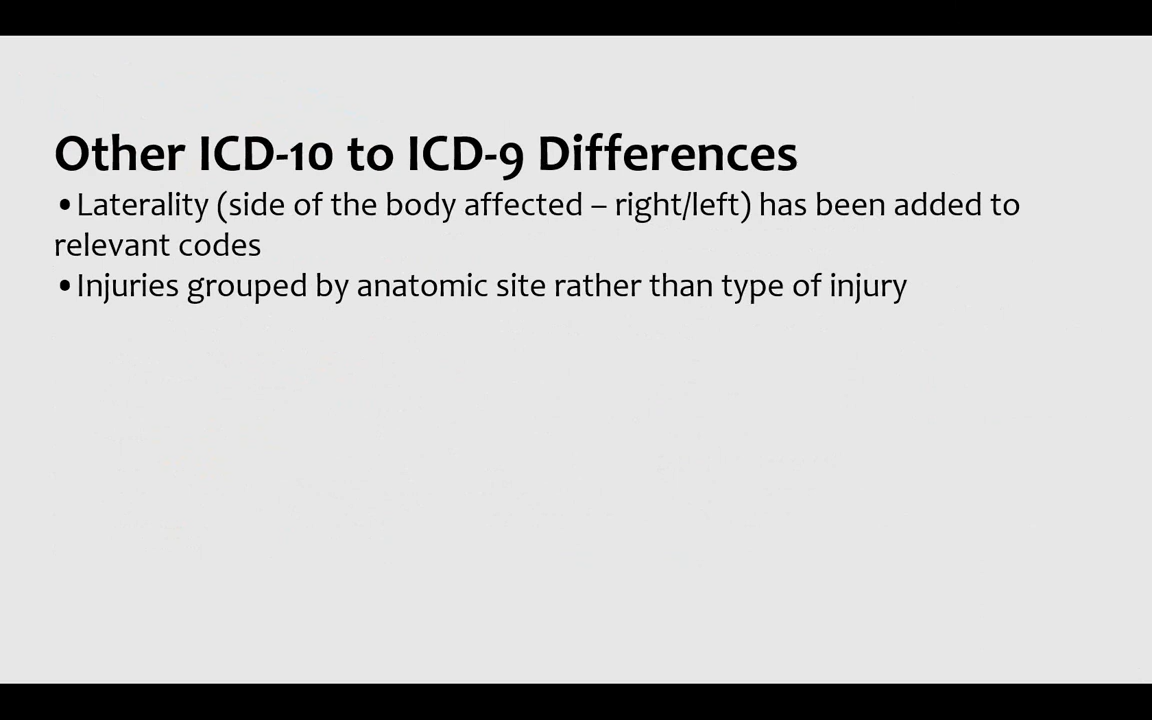 Other ICD-10 to ICD-9 Differences
•Laterality (side of the body affected – right/left) has been added to
relevant codes
•Injuries grouped by anatomic site rather than type of injury